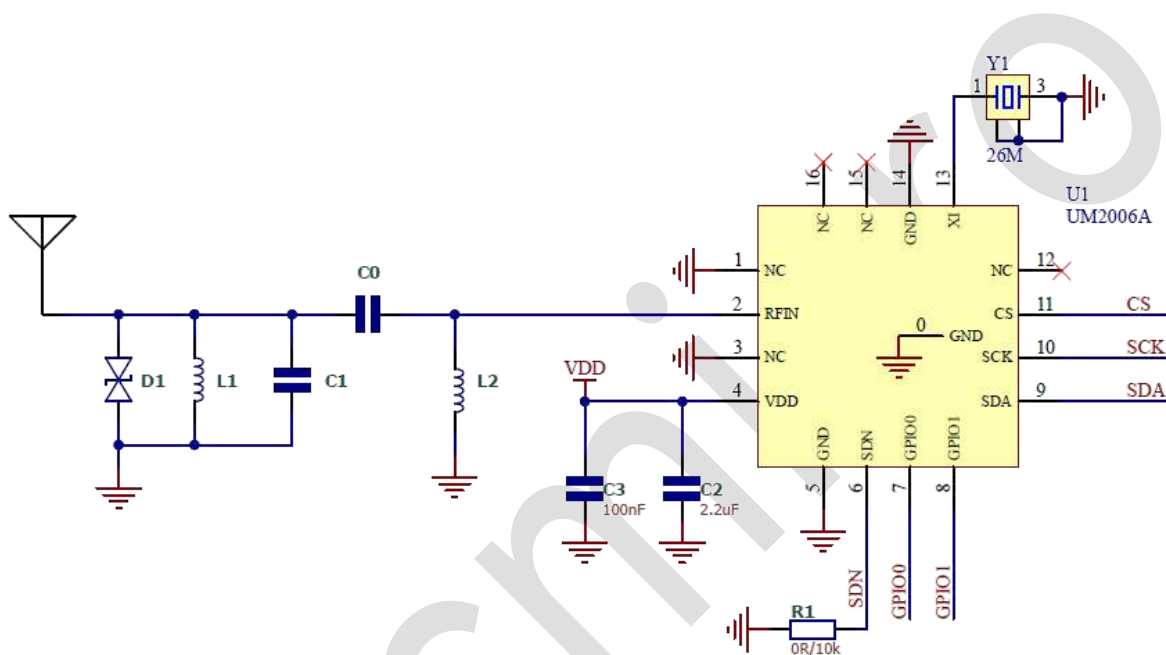 Y1
1
3
26M
U1
UM2006A
16
15
14
13
NC
NC
GND
XI
C0
1
NC
NC
12
2
RFIN
CS
11
CS
0
GND
3
NC
SCK
10
SCK
VDD
4
VDD
SDA
9
SDA
D1
L1
C1
L2
GND
SDN
GPIO0
GPIO1
5
6
7
8
C3
100nF
C2
2.2uF
SDN
GPIO0
GPIO1
R1
0R/10k